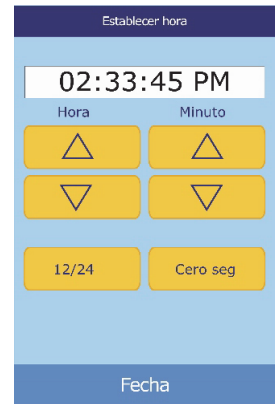 Establecer hora
02:33:45 PM
Hora Minuto
12/24 Cero seg
Fecha